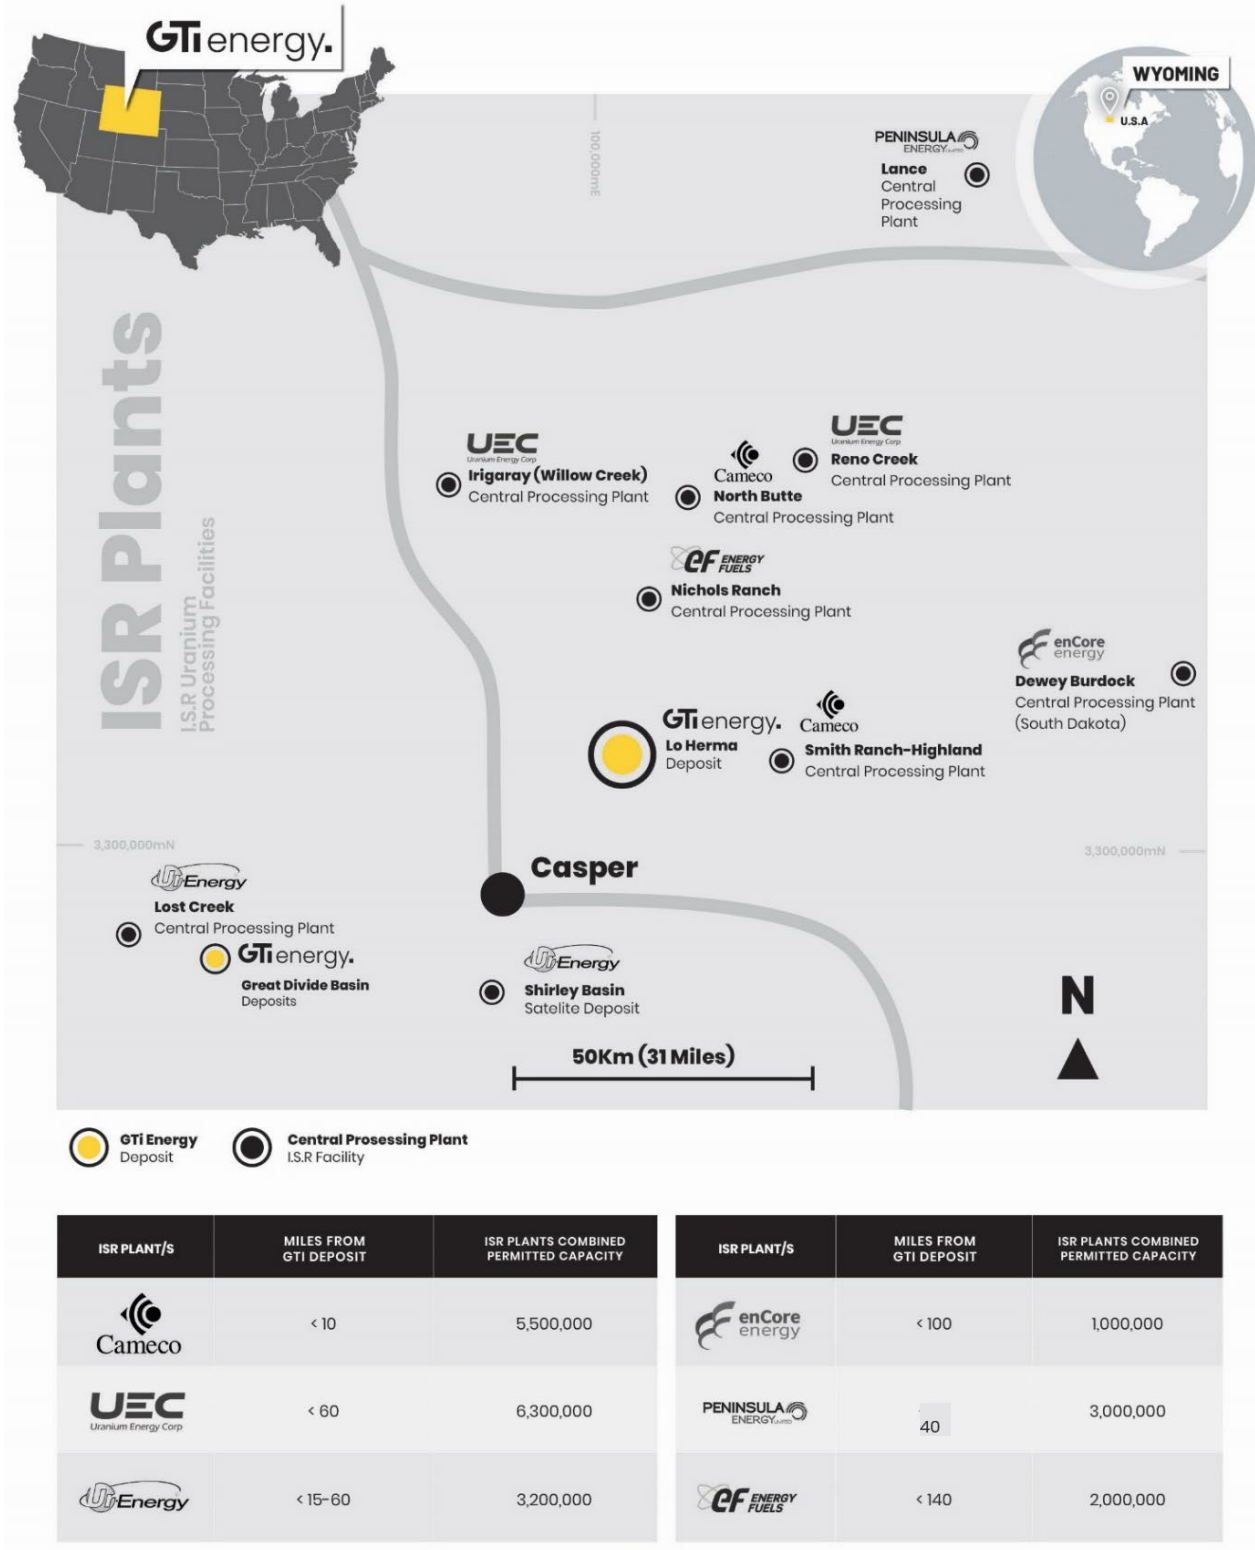 GTi energy.
WYOMING
U.S.A
100,000mE
PENINSULA
ENERGY LIMITED
Lance
Central
Processing
Plant
ISR Plants
I.S.R Uranium
Processing Facilities
UEC
Uranium Energy Corp
Irigaray (Willow Creek)
Central Processing Plant
Cameco
North Butte
Central Processing Plant
UEC
Uranium Energy Corp
Reno Creek
Central Processing Plant
eF ENERGY
FUELS
Nichols Ranch
Central Processing Plant
enCore
energy
Dewey Burdock
Central Processing Plant
(South Dakota)
GTi energy.
Lo Herma
Deposit
Cameco
Smith Ranch-Highland
Central Processing Plant
3,300,000mN
3,300,000mN
Casper
Ur Energy
Lost Creek
Central Processing Plant
GTi energy.
Great Divide Basin
Deposits
Ur Energy
Shirley Basin
Satelite Deposit
N
50Km (31 Miles)
GTi Energy
Deposit
Central Prosessing Plant
I.S.R Facility
ISR PLANT/S MILES FROM GTI DEPOSIT ISR PLANTS COMBINED PERMITTED CAPACITY
Cameco < 10 5,500,000
UEC Uranium Energy Corp < 60 6,300,000
Ur Energy < 15-60 3,200,000
ISR PLANT/S MILES FROM GTI DEPOSIT ISR PLANTS COMBINED PERMITTED CAPACITY
enCore energy < 100 1,000,000
PENINSULA ENERGY LIMITED 40 3,000,000
eF ENERGY FUELS < 140 2,000,000